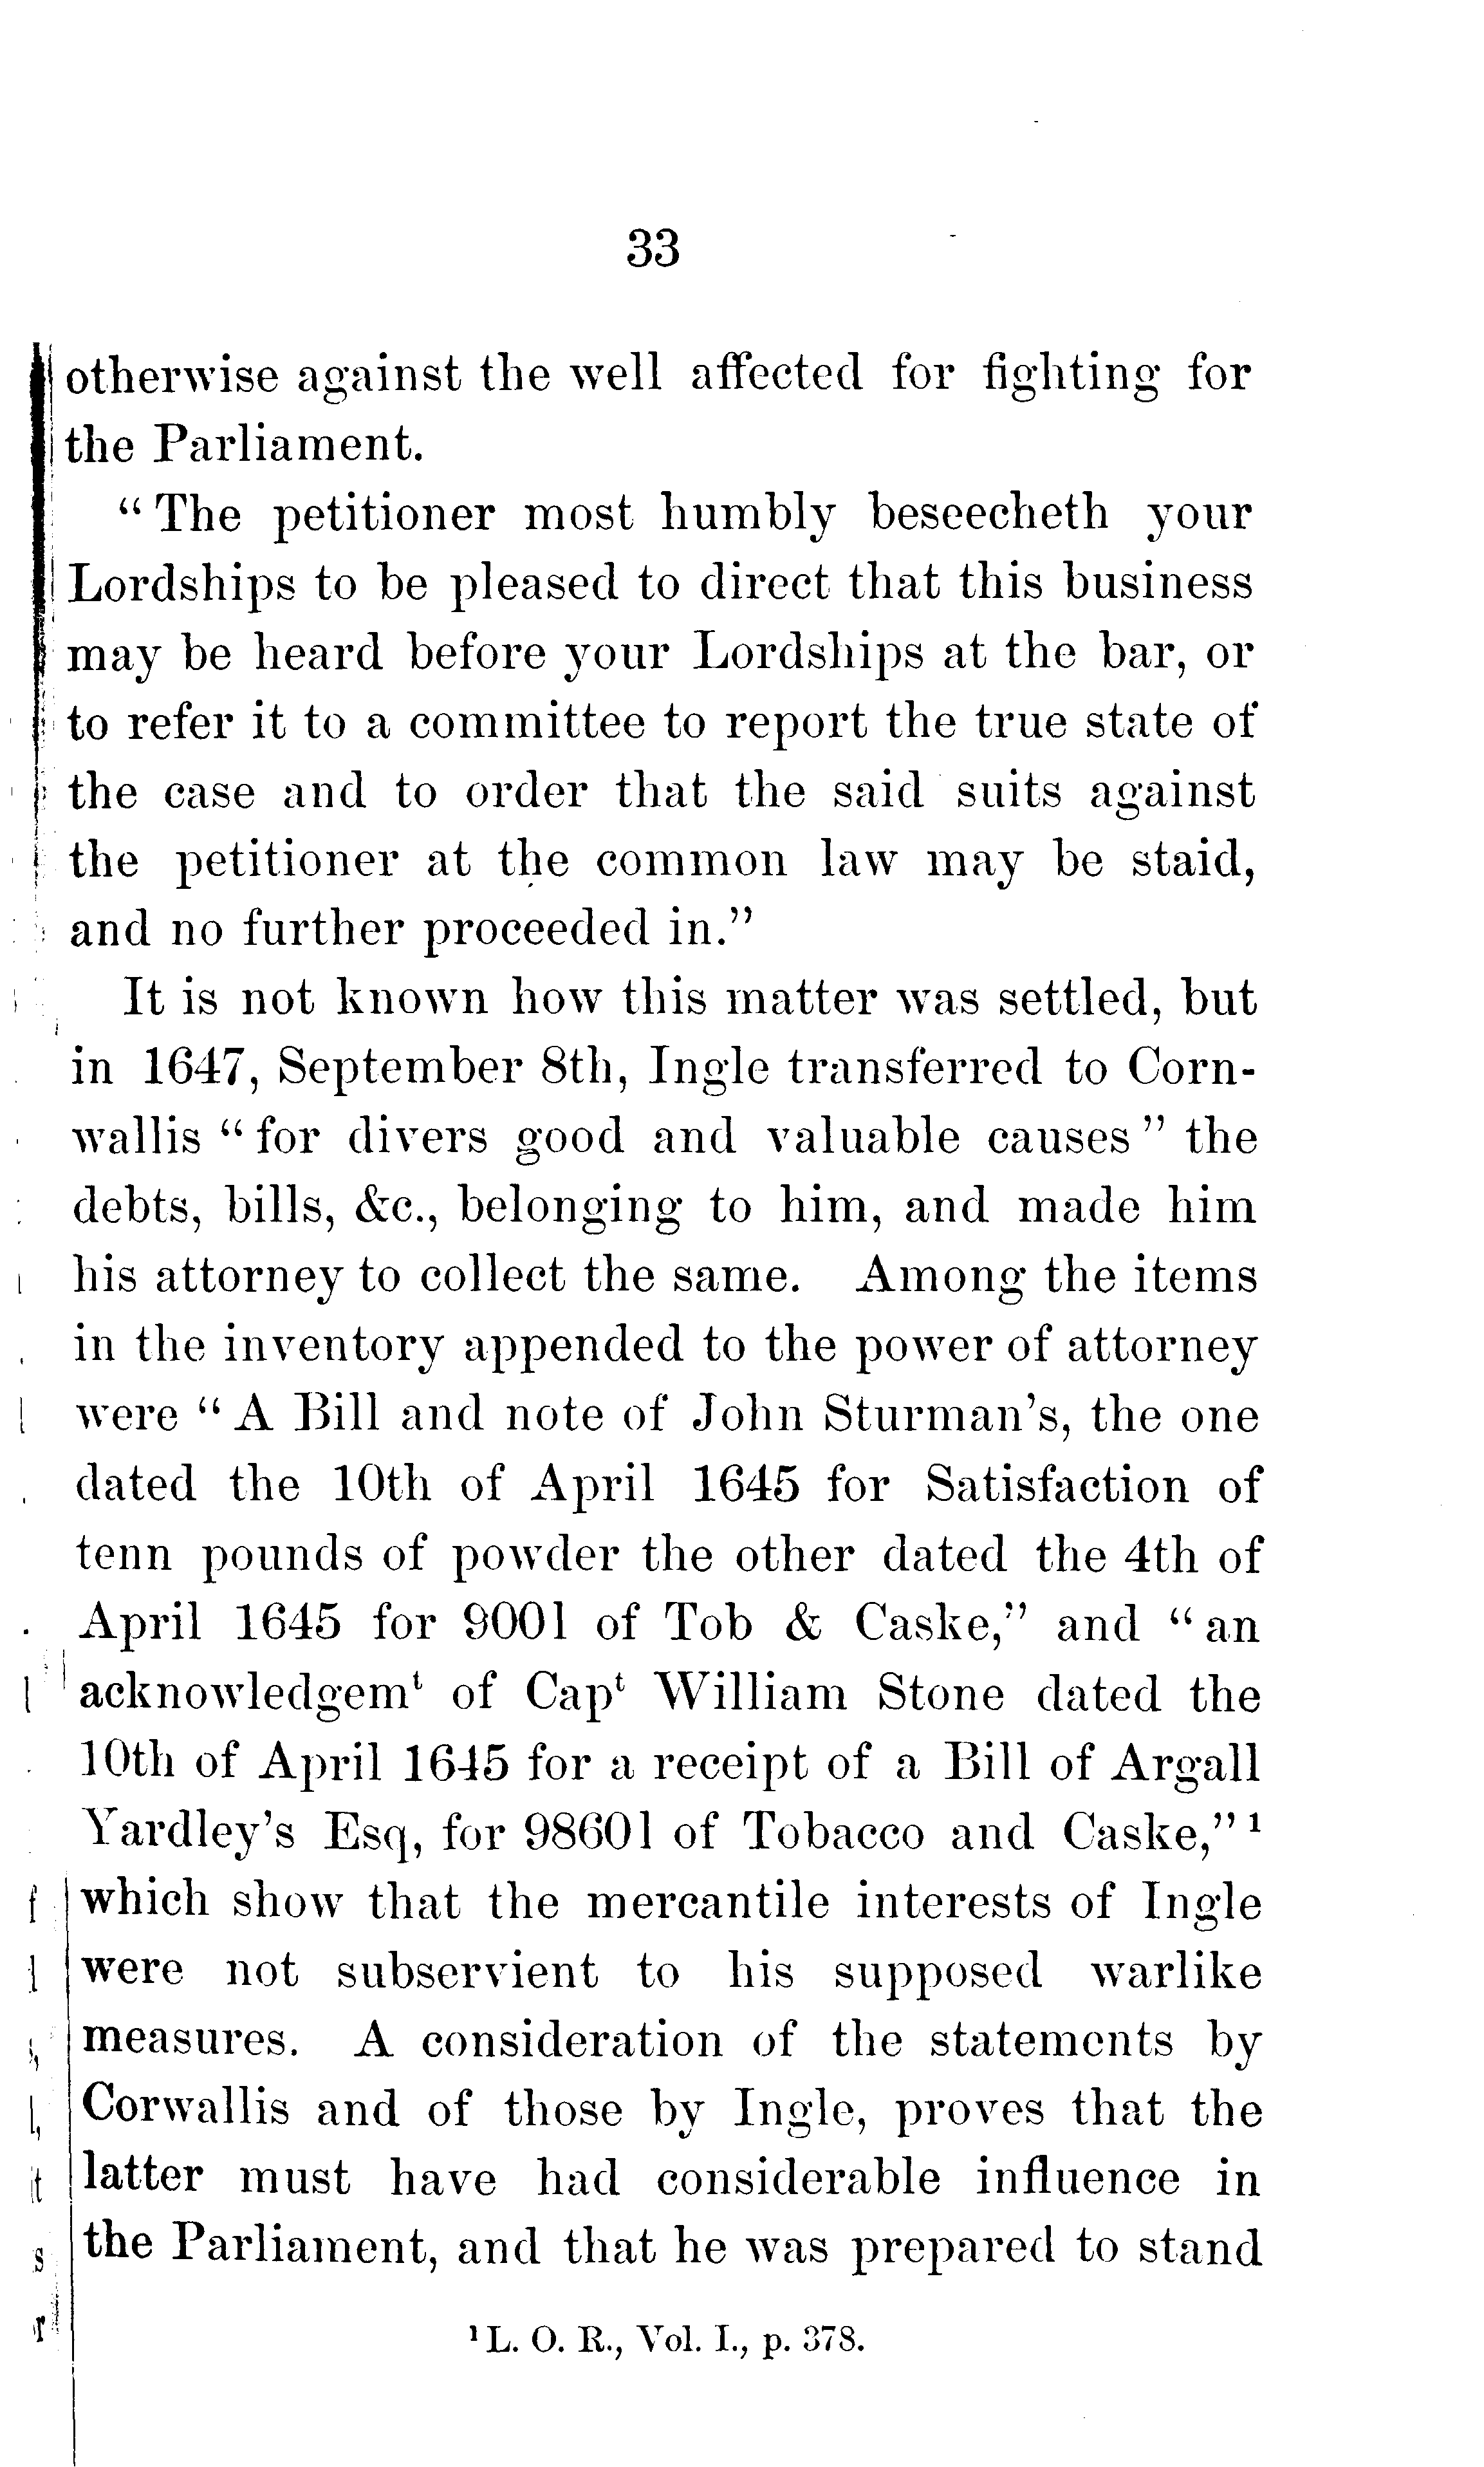 33
otherwise against the well affected for fighting for
the Parliament.
“ The petitioner most humbly beseecheth your
Lordships to be pleased to direct that this business
may be heard before your Lordships at the bar, or
to refer it to a committee to report the true state of
the case and to order that the said suits against
the petitioner at the common law may be staid,
and no further proceeded in.”
It is not known how this matter was settled, but
in 1647, September 8th, Ingle transferred to Corn-
wallis “ for divers good and valuable causes ” the
debts, bills, &c., belonging to him, and made him
his attorney to collect the same. Among the items
in the inventory appended to the power of attorney
were “ A Bill and note of John Sturman’s, the one
dated the 10th of April 1645 for Satisfaction of
tenn pounds of powder the other dated the 4th of
April 1645 for 900l of Tob & Caske,” and “ an
acknowledgemᵗ of Capᵗ William Stone dated the
10th of April 1645 for a receipt of a Bill of Argall
Yardley’s Esq, for 9860l of Tobacco and Caske,” ¹
which show that the mercantile interests of Ingle
were not subservient to his supposed warlike
measures. A consideration of the statements by
Corwallis and of those by Ingle, proves that the
latter must have had considerable influence in
the Parliament, and that he was prepared to stand
¹ L. O. R., Vol. I., p. 378.